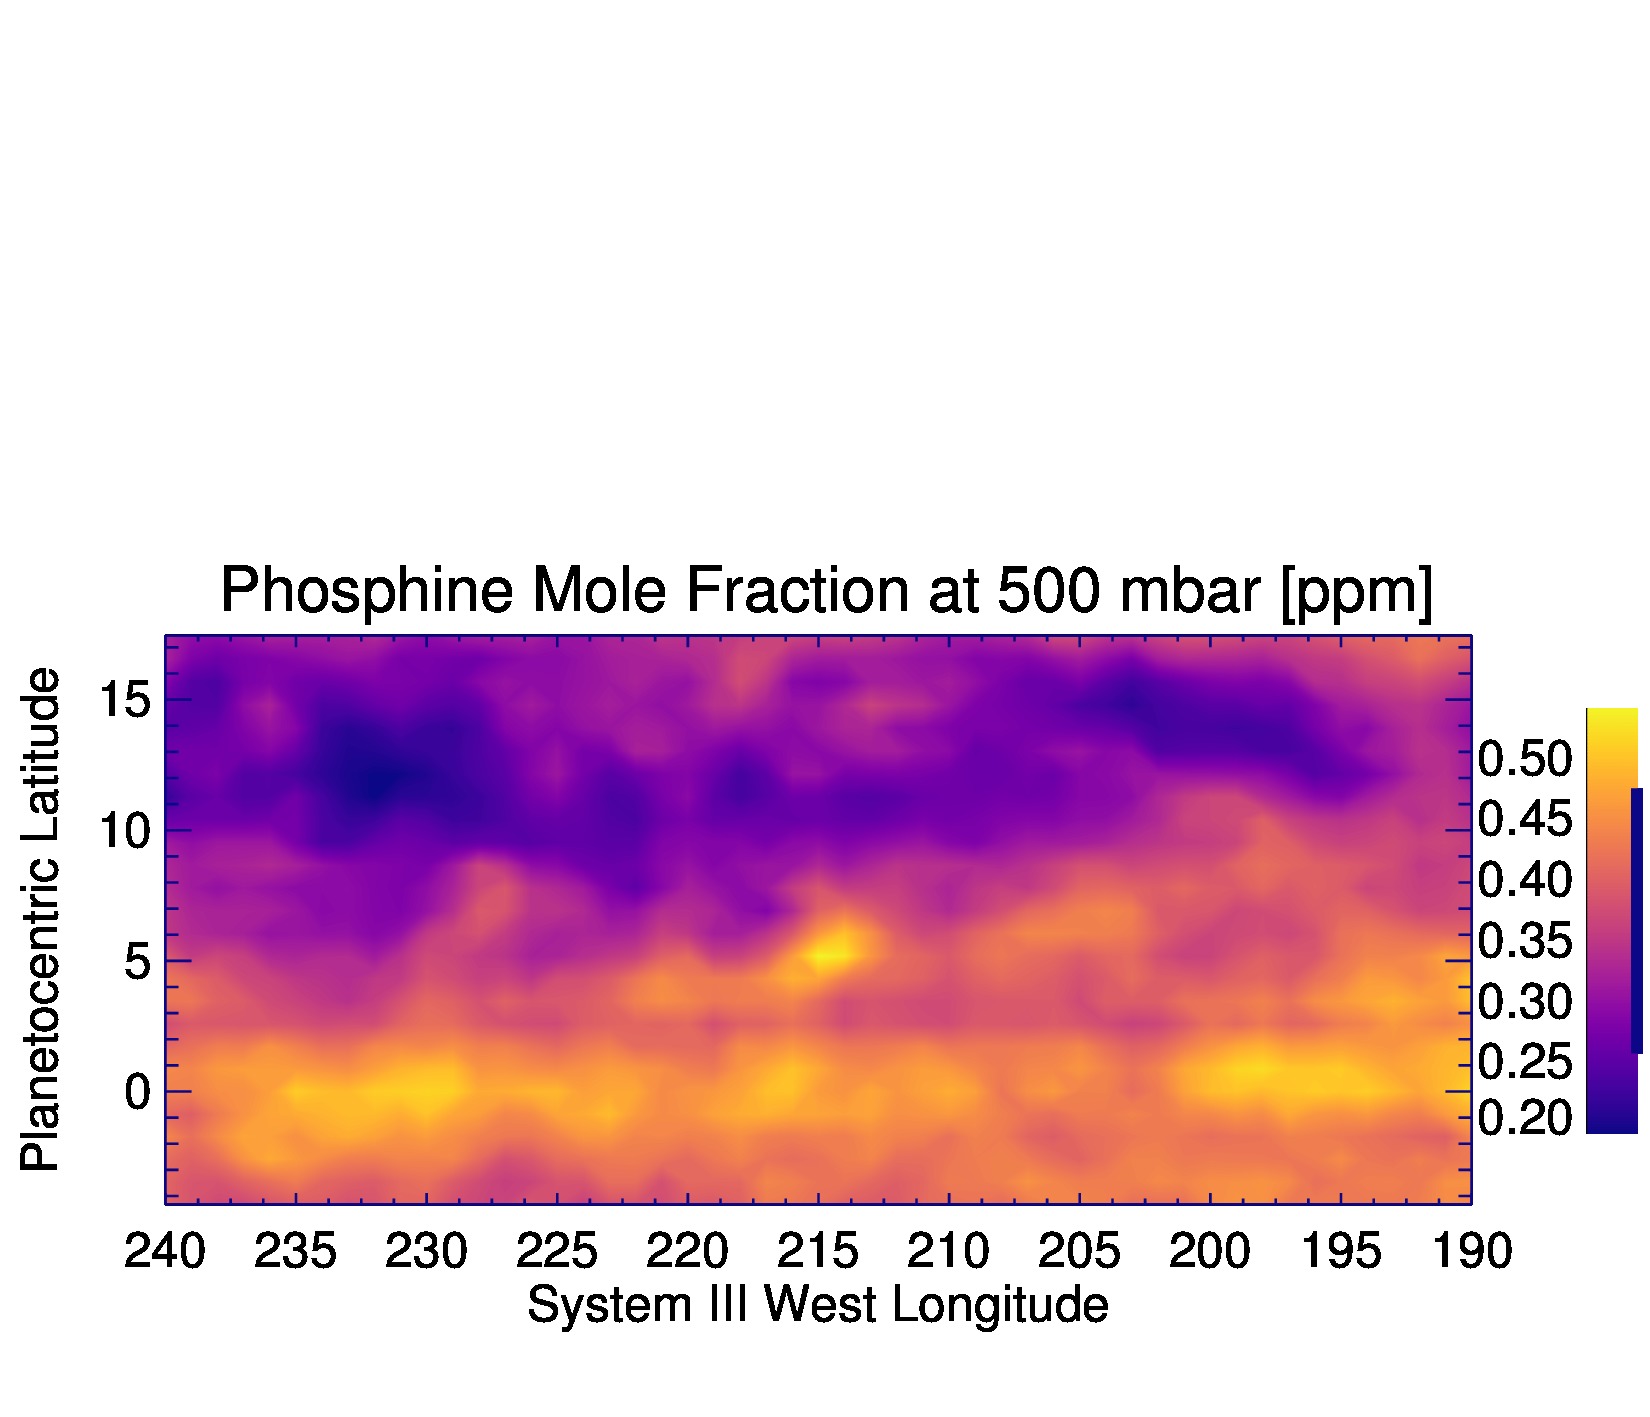 Phosphine Mole Fraction at 500 mbar [ppm]
Planetocentric Latitude
15
10
5
0
240 235 230 225 220 215 210 205 200 195 190
System III West Longitude
0.50
0.45
0.40
0.35
0.30
0.25
0.20